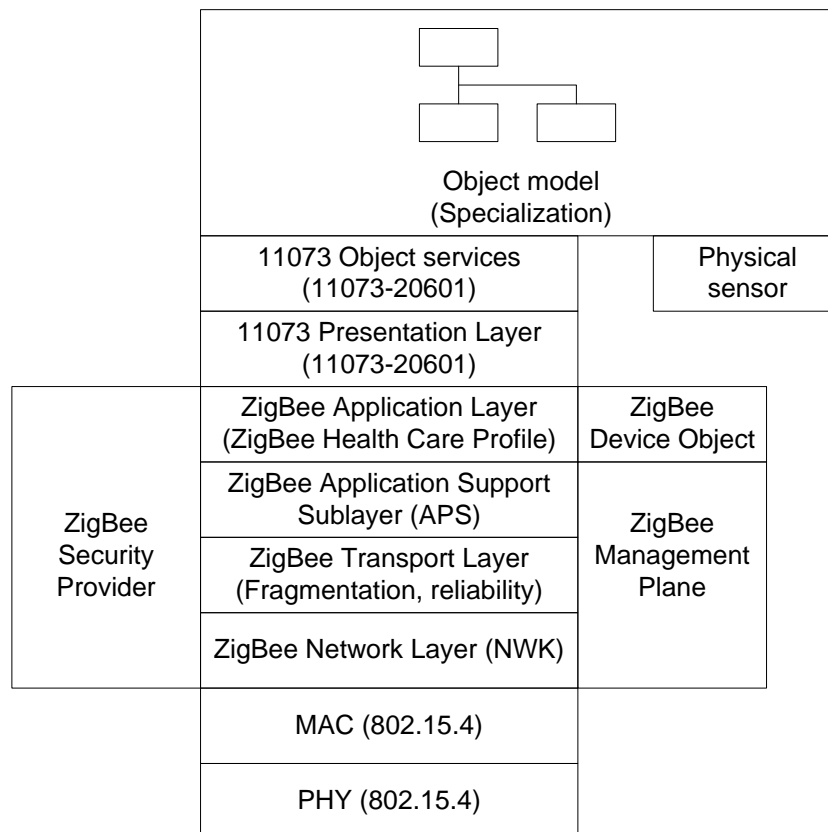 Object model
(Specialization)
11073 Object services
(11073-20601)
Physical
sensor
11073 Presentation Layer
(11073-20601)
ZigBee Application Layer
(ZigBee Health Care Profile)
ZigBee
Device Object
ZigBee
Security
Provider
ZigBee Application Support
Sublayer (APS)
ZigBee Transport Layer
(Fragmentation, reliability)
ZigBee
Management
Plane
ZigBee Network Layer (NWK)
MAC (802.15.4)
PHY (802.15.4)